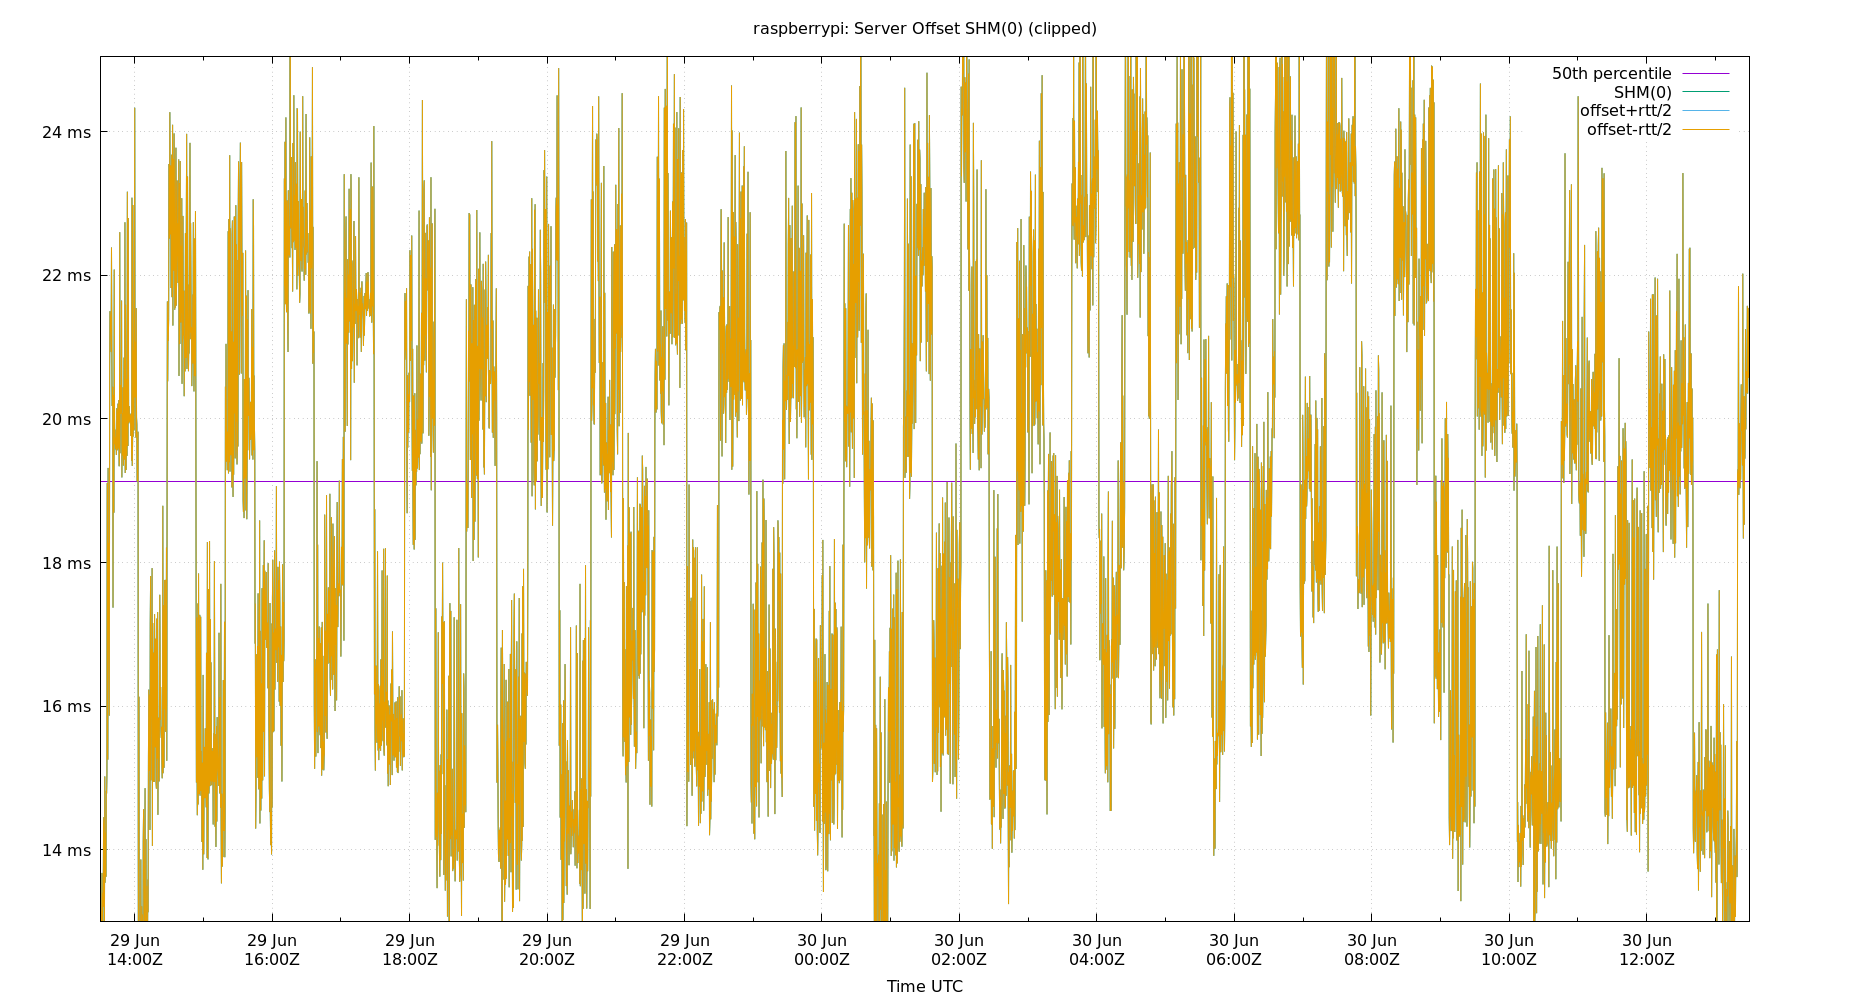 raspberrypi: Server Offset SHM(0) (clipped)
50th percentile
SHM(0)
offset+rtt/2
offset-rtt/2
24 ms
22 ms
20 ms
18 ms
16 ms
14 ms
29 Jun 29 Jun 29 Jun 29 Jun 29 Jun 30 Jun 30 Jun 30 Jun 30 Jun 30 Jun 30 Jun 30 Jun
14:00Z 16:00Z 18:00Z 20:00Z 22:00Z 00:00Z 02:00Z 04:00Z 06:00Z 08:00Z 10:00Z 12:00Z
Time UTC